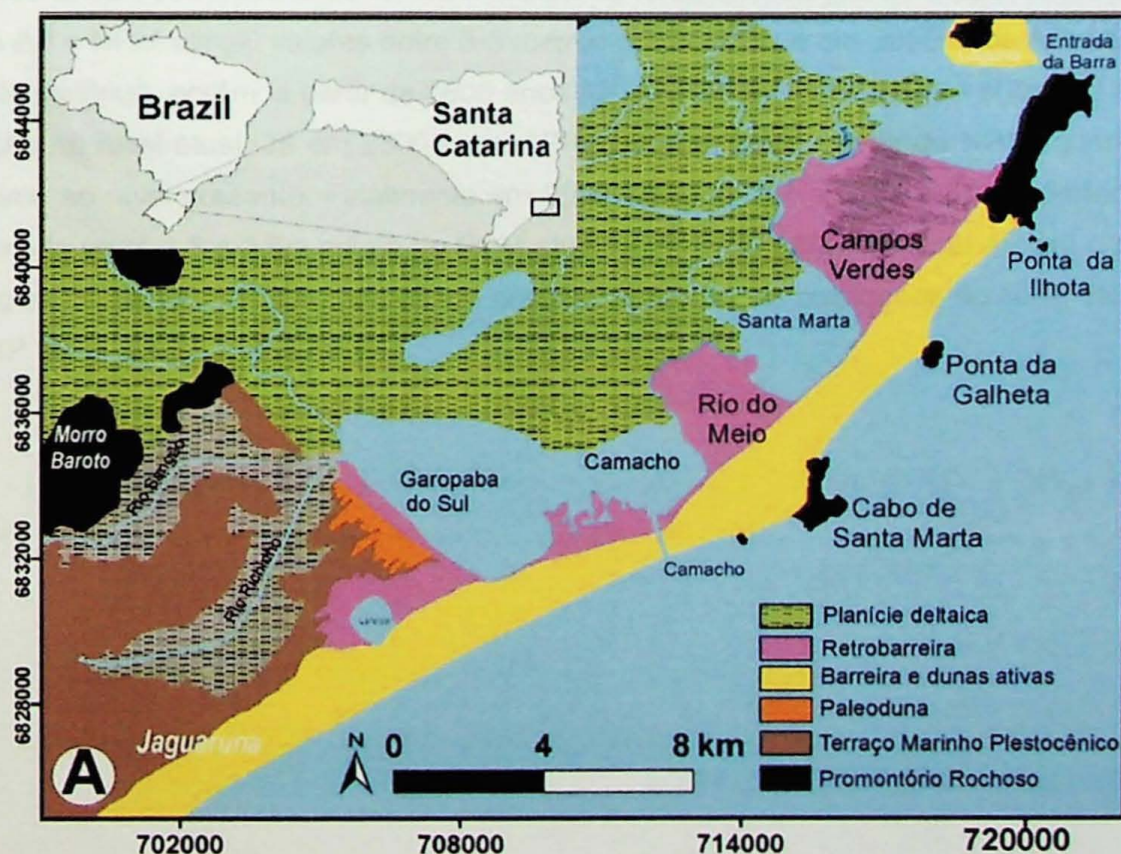 Brazil
Santa
Catarina
Entrada
da Barra
6844000
6840000
6836000
6832000
6828000
Campos
Verdes
Ponta da
Ilhota
Santa Marta
Ponta da
Galheta
Rio do
Meio
Morro
Baroto
Rio Sangão
Garopaba
do Sul
Camacho
Cabo de
Santa Marta
Camacho
Jaguaruna
Planície deltaica
Retrobarreira
Barreira e dunas ativas
Paleoduna
Terraço Marinho Plestocênico
Promontório Rochoso
A
N
0 4 8 km
702000 708000 714000 720000